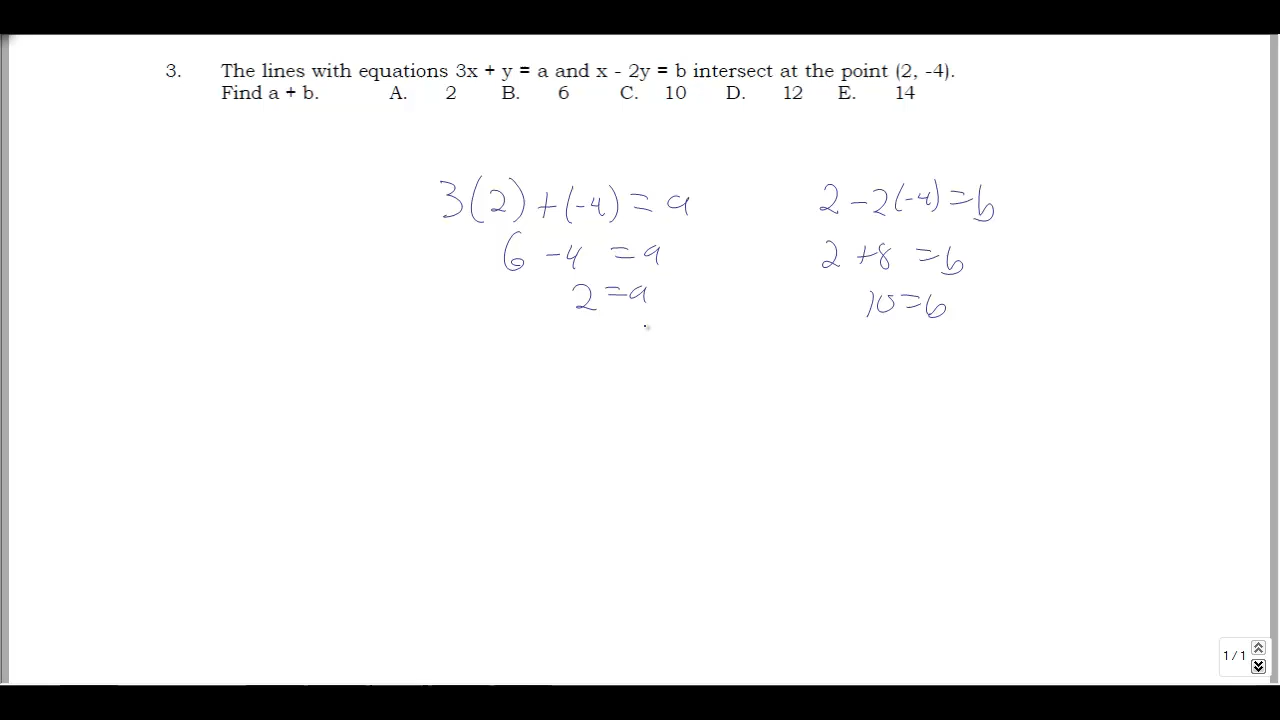 3. The lines with equations 3x + y = a and x - 2y = b intersect at the point (2, -4).
Find a + b. A. 2 B. 6 C. 10 D. 12 E. 14
3(2) + (-4) = a
6 - 4 = a
2 = a
2 - 2(-4) = b
2 + 8 = b
10 = b
1 / 1